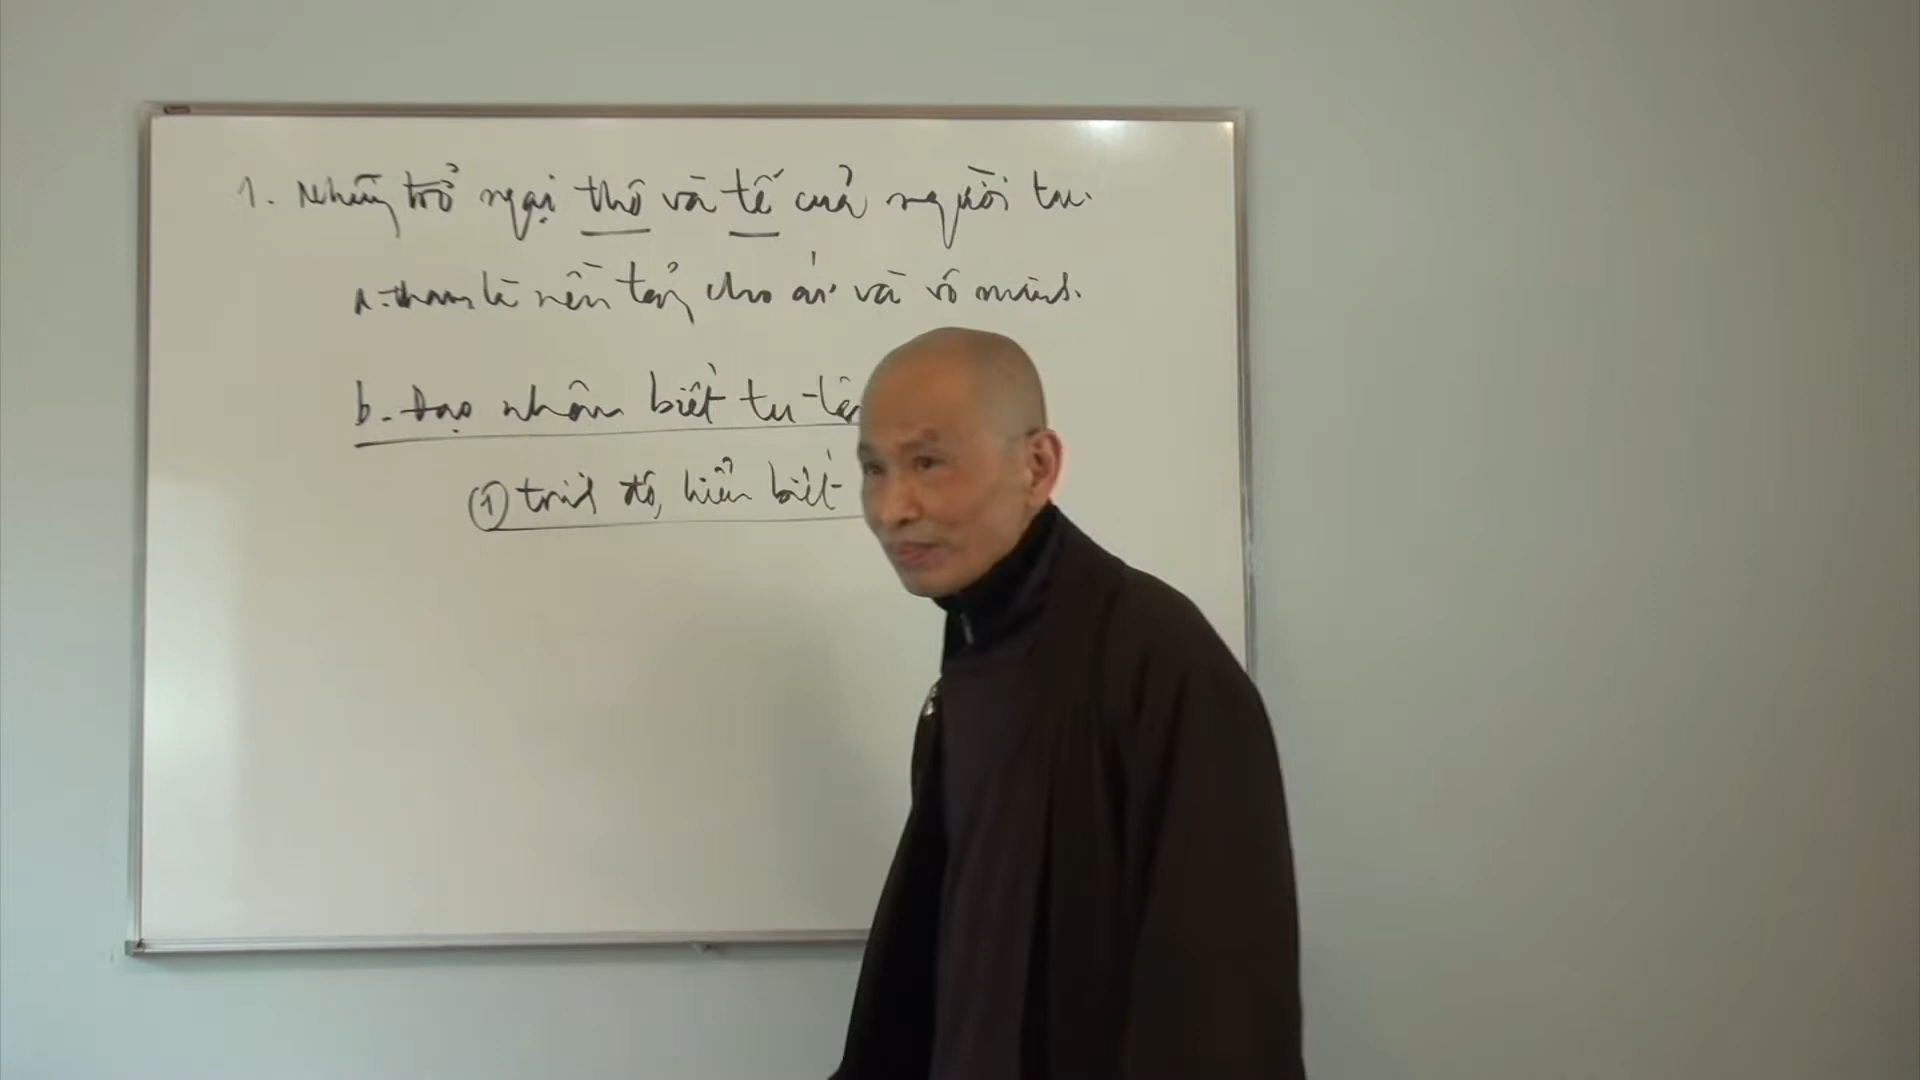 1. Những trở ngại thô và tế của người tu.
a. tham là nền tảng cho ái và vô minh.
b. Đạo nhân biết tu-
① trình độ, hiểu biết